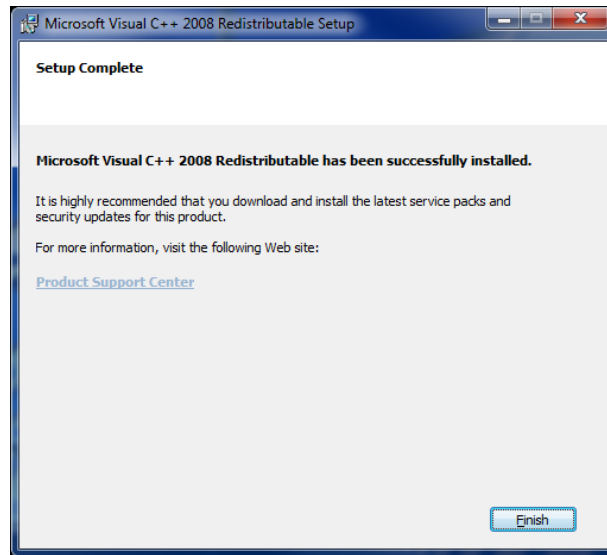 Microsoft Visual C++ 2008 Redistributable Setup
Setup Complete
Microsoft Visual C++ 2008 Redistributable has been successfully installed.
It is highly recommended that you download and install the latest service packs and
security updates for this product.
For more information, visit the following Web site:
Product Support Center
Finish